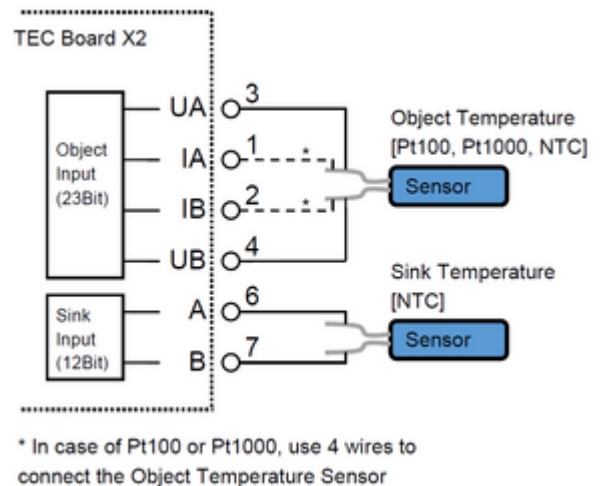 TEC Board X2
UA 3
Object Temperature
[Pt100, Pt1000, NTC]
Object
Input
(23Bit)
IA 1 *
Sensor
IB 2 *
UB 4
Sink Temperature
[NTC]
Sink
Input
(12Bit)
A 6
Sensor
B 7
* In case of Pt100 or Pt1000, use 4 wires to
connect the Object Temperature Sensor